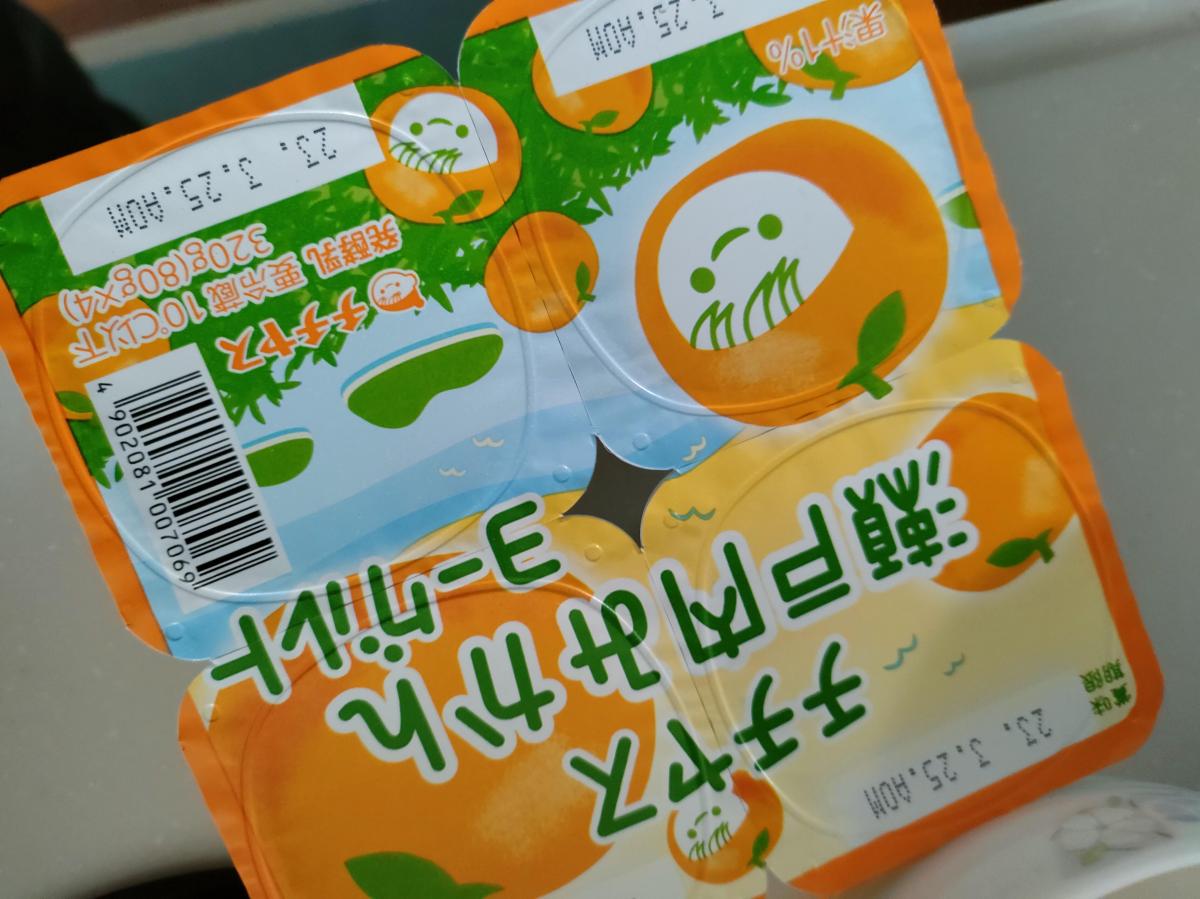 チチヤス
瀬戸内みかん
ヨーグルト
賞味
期限
23. 3.25.AOM
果汁1%
23. 3.25.AOM
チチヤス
発酵乳 要冷蔵 10℃以下
320g(80g×4)
23. 3.25.AOM
4 902081 007069